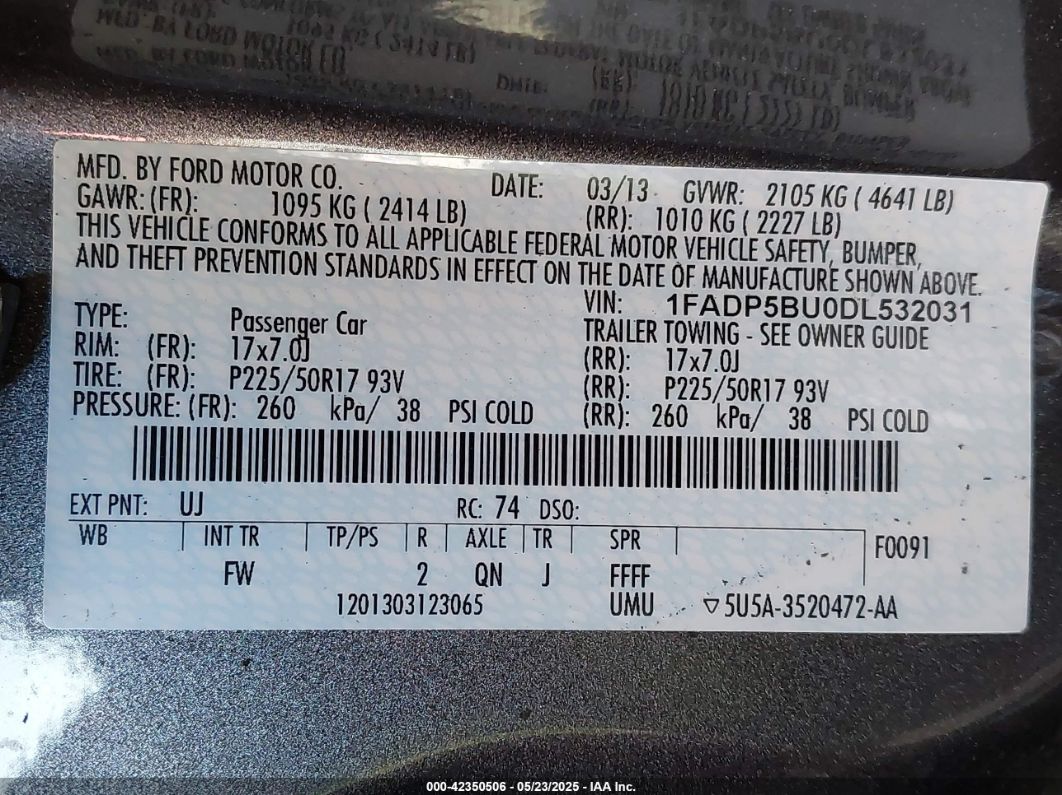 MFD. BY FORD MOTOR CO. DATE: 03/13 GVWR: 2105 KG ( 4641 LB)
GAWR: (FR): 1095 KG ( 2414 LB) (RR): 1010 KG ( 2227 LB)
THIS VEHICLE CONFORMS TO ALL APPLICABLE FEDERAL MOTOR VEHICLE SAFETY, BUMPER,
AND THEFT PREVENTION STANDARDS IN EFFECT ON THE DATE OF MANUFACTURE SHOWN ABOVE.
VIN: 1FADP5BU0DL532031
TYPE: Passenger Car TRAILER TOWING - SEE OWNER GUIDE
RIM: (FR): 17x7.0J (RR): 17x7.0J
TIRE: (FR): P225/50R17 93V (RR): P225/50R17 93V
PRESSURE: (FR): 260 kPa/ 38 PSI COLD (RR): 260 kPa/ 38 PSI COLD
EXT PNT: UJ RC: 74 DSO:
WB INT TR TP/PS R AXLE TR SPR F0091
FW 2 QN J FFFF
1201303123065 UMU ▽5U5A-3520472-AA
000-42350506 - 05/23/2025 - IAA Inc.